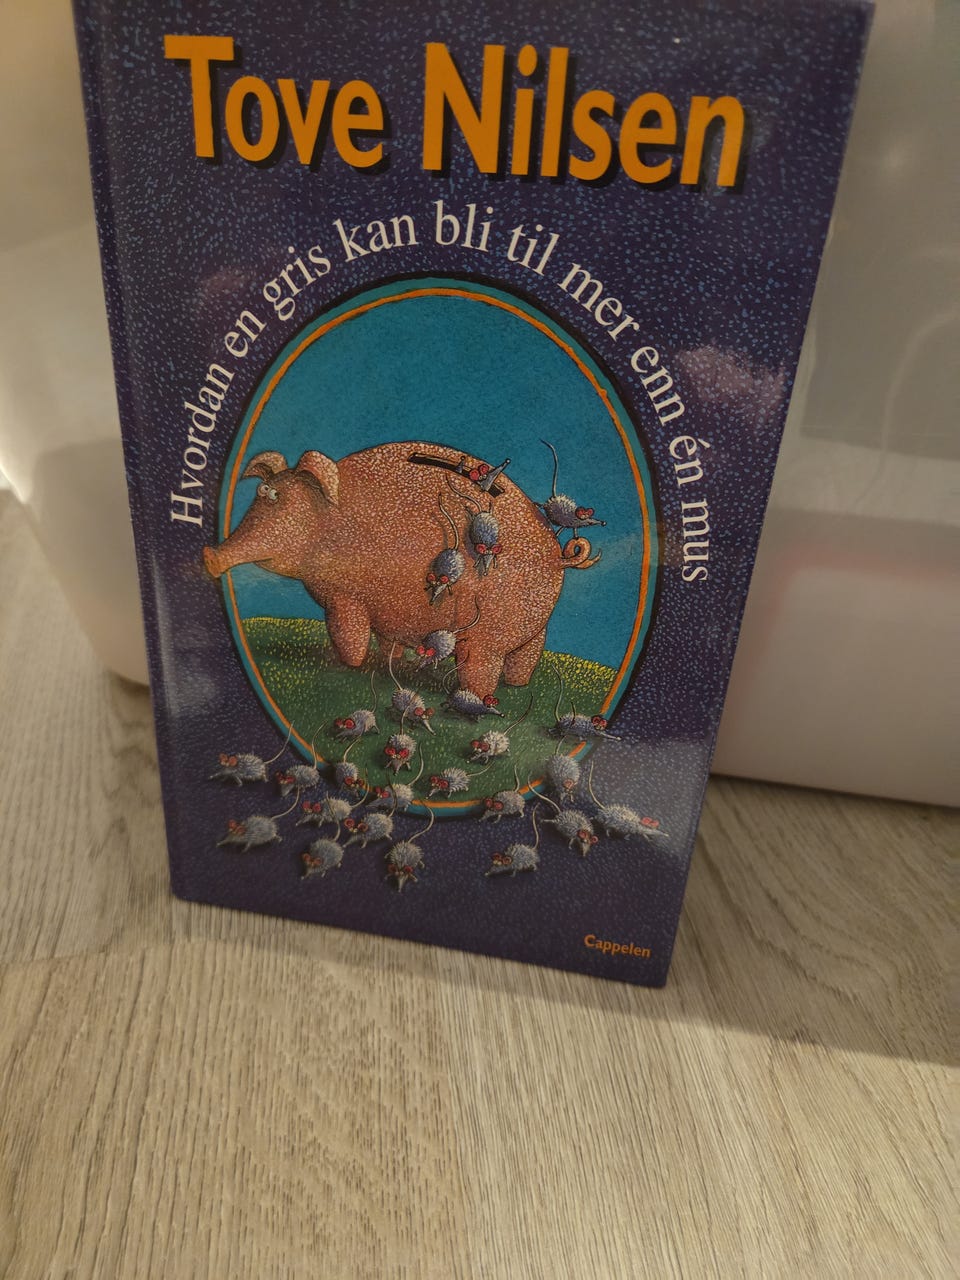 Tove Nilsen
Hvordan en gris kan bli til mer enn én mus
Cappelen